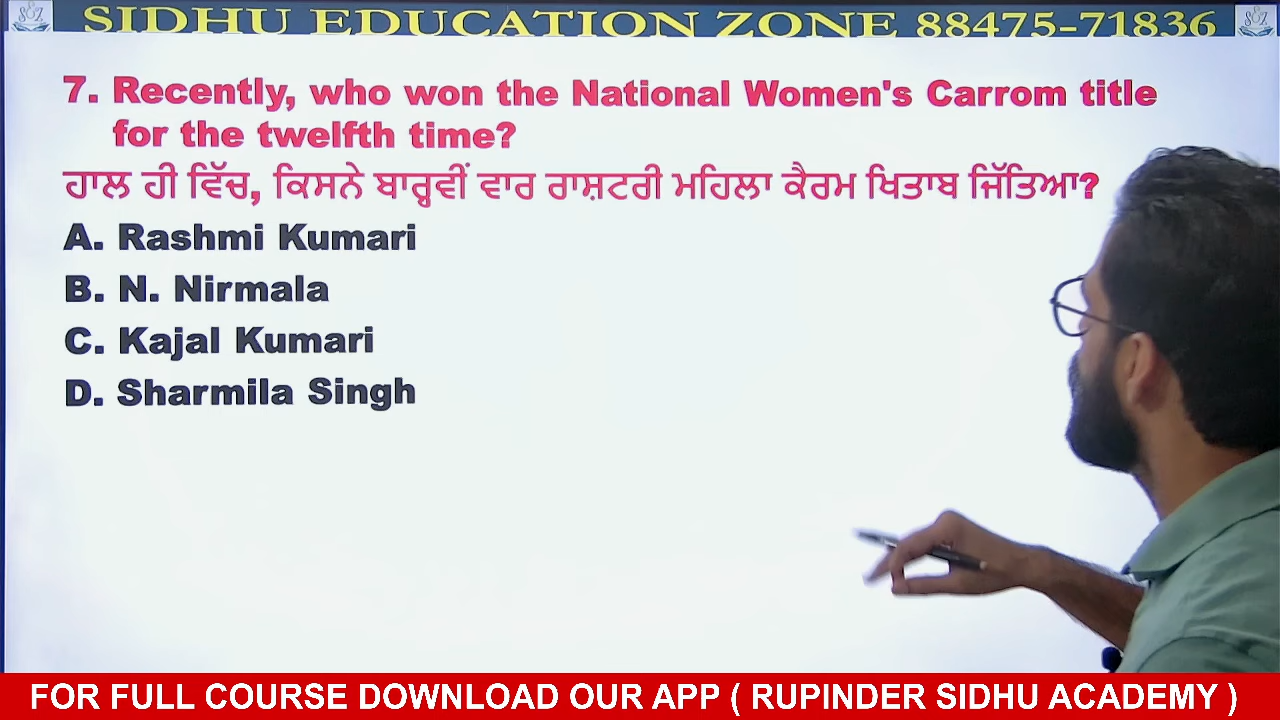 SIDHU EDUCATION ZONE 88475-71836
7. Recently, who won the National Women's Carrom title
for the twelfth time?
ਹਾਲ ਹੀ ਵਿੱਚ, ਕਿਸਨੇ ਬਾਰ੍ਹਵੀਂ ਵਾਰ ਰਾਸ਼ਟਰੀ ਮਹਿਲਾ ਕੈਰਮ ਖਿਤਾਬ ਜਿੱਤਿਆ?
A. Rashmi Kumari
B. N. Nirmala
C. Kajal Kumari
D. Sharmila Singh
FOR FULL COURSE DOWNLOAD OUR APP ( RUPINDER SIDHU ACADEMY )